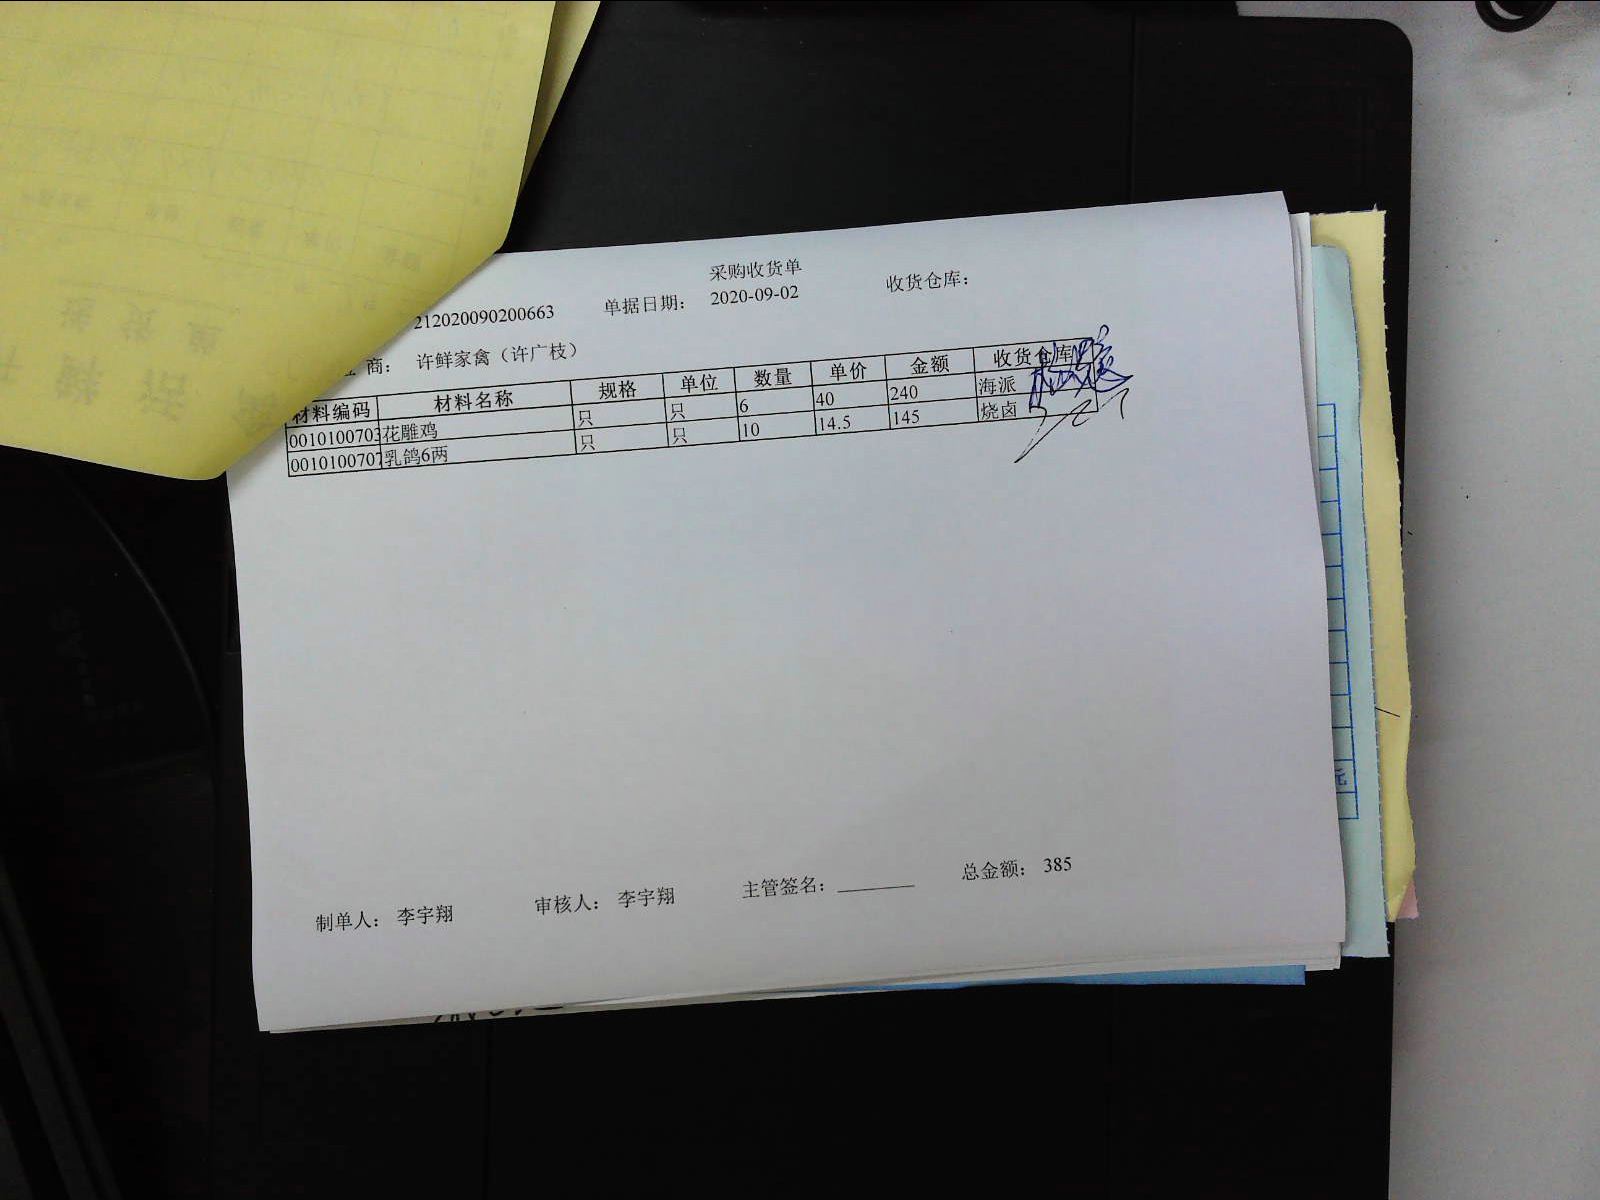 采购收货单
212020090200663 单据日期： 2020-09-02 收货仓库：
商： 许鲜家禽（许广枝）
材料编码 材料名称 规格 单位 数量 单价 金额 收货仓库
0010100703 花雕鸡 只 只 6 40 240 海派
0010100707 乳鸽6两 只 只 10 14.5 145 烧卤
制单人： 李宇翔 审核人： 李宇翔 主管签名： 总金额： 385
元